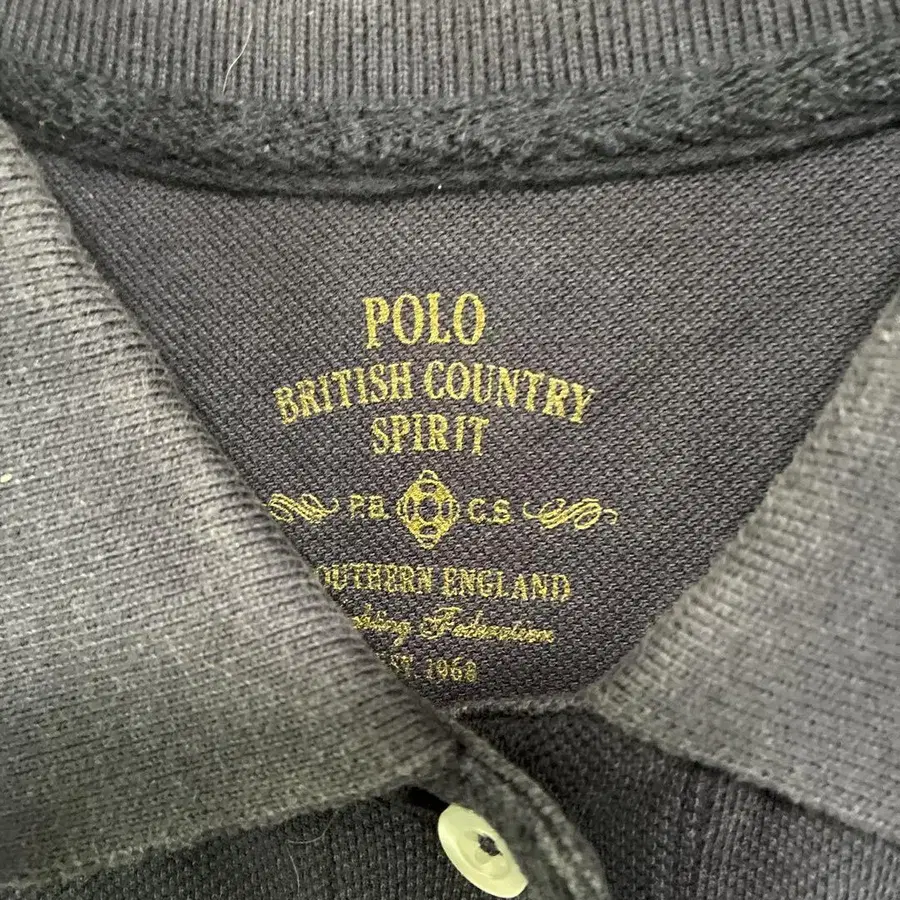 POLO
BRITISH COUNTRY
SPIRIT
P.B. C.S
OUTHERN ENGLAND
Federation
ST. 1968